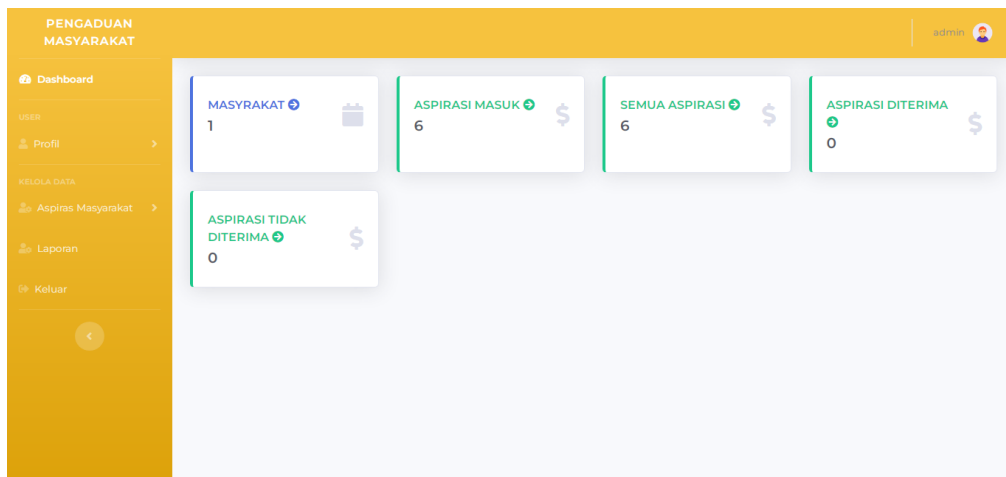 PENGADUAN
MASYARAKAT
admin
Dashboard
USER
Profil
KELOLA DATA
Aspiras Masyarakat
Laporan
Keluar
MASYRAKAT
1
ASPIRASI MASUK
6
SEMUA ASPIRASI
6
ASPIRASI DITERIMA
0
ASPIRASI TIDAK
DITERIMA
0